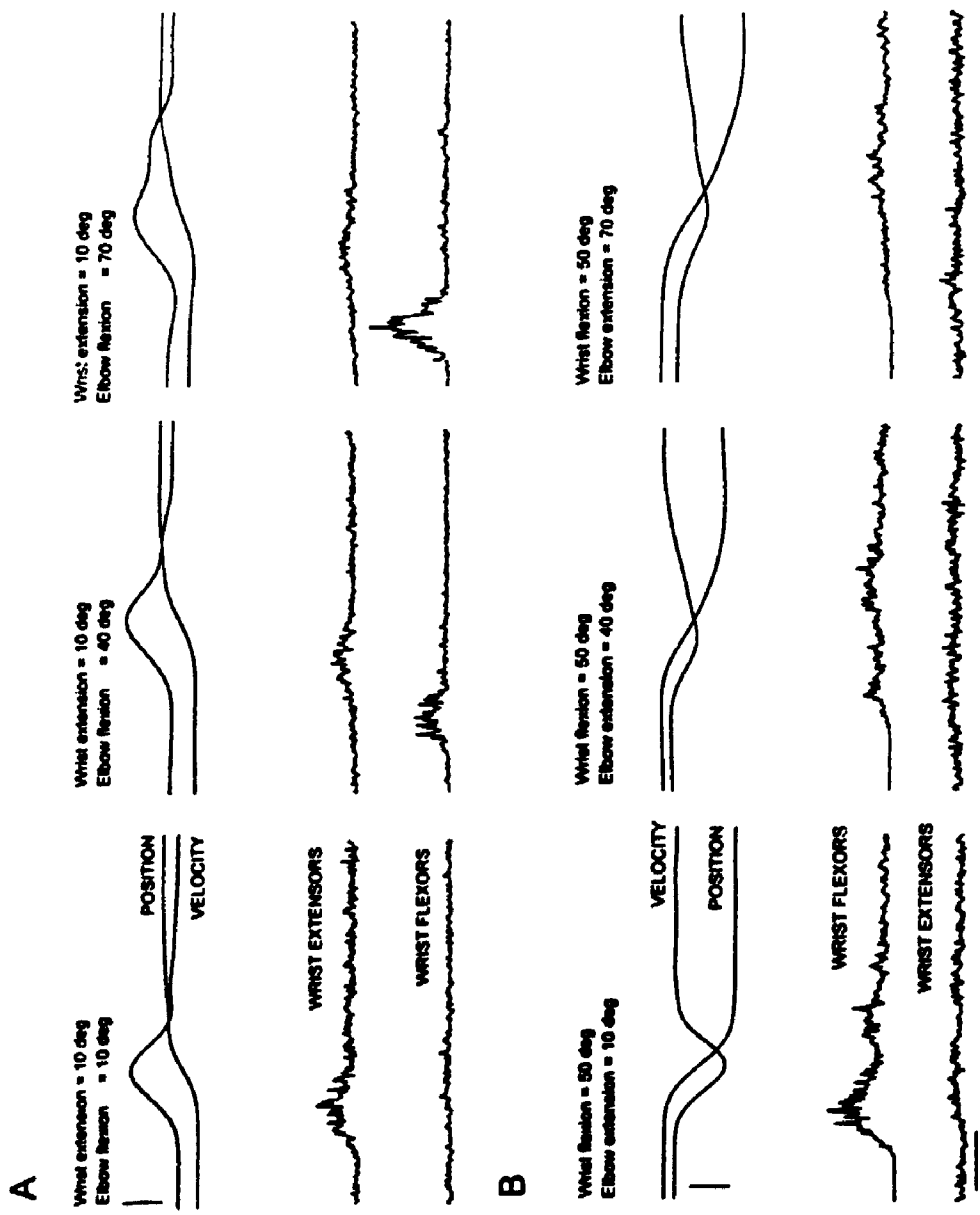 A
Wrist extension = 10 deg
Elbow flexion = 10 deg
POSITION
VELOCITY
WRIST EXTENSORS
WRIST FLEXORS
Wrist extension = 10 deg
Elbow flexion = 40 deg
Wrist extension = 10 deg
Elbow flexion = 70 deg
B
Wrist flexion = 50 deg
Elbow extension = 10 deg
VELOCITY
POSITION
WRIST FLEXORS
WRIST EXTENSORS
Wrist flexion = 50 deg
Elbow extension = 40 deg
Wrist flexion = 50 deg
Elbow extension = 70 deg